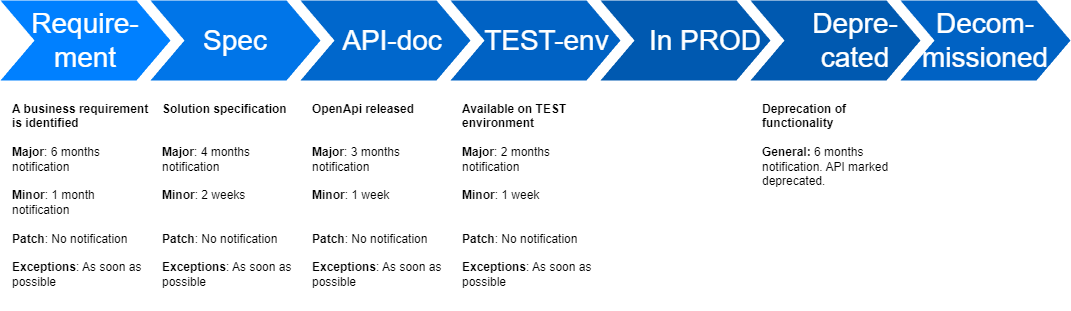 Require-
ment
Spec
API-doc
TEST-env
In PROD
Depre-
cated
Decom-
missioned
A business requirement
is identified
Major: 6 months
notification
Minor: 1 month
notification
Patch: No notification
Exceptions: As soon as
possible
Solution specification
Major: 4 months
notification
Minor: 2 weeks
Patch: No notification
Exceptions: As soon as
possible
OpenApi released
Major: 3 months
notification
Minor: 1 week
Patch: No notification
Exceptions: As soon as
possible
Available on TEST
environment
Major: 2 months
notification
Minor: 1 week
Patch: No notification
Exceptions: As soon as
possible
Deprecation of
functionality
General: 6 months
notification. API marked
deprecated.